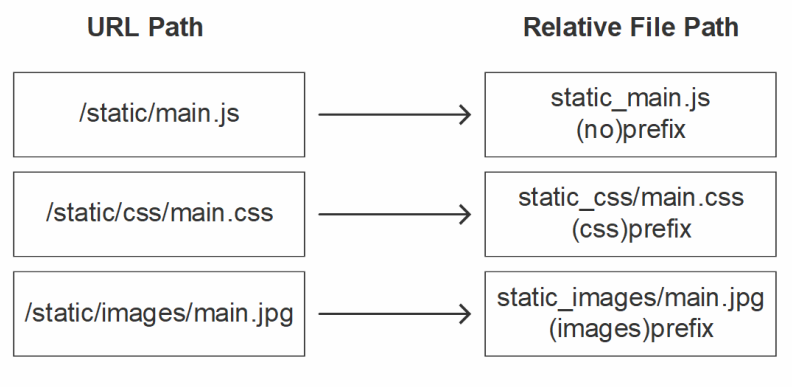 URL Path
Relative File Path
/static/main.js
static_main.js
(no)prefix
/static/css/main.css
static_css/main.css
(css)prefix
/static/images/main.jpg
static_images/main.jpg
(images)prefix